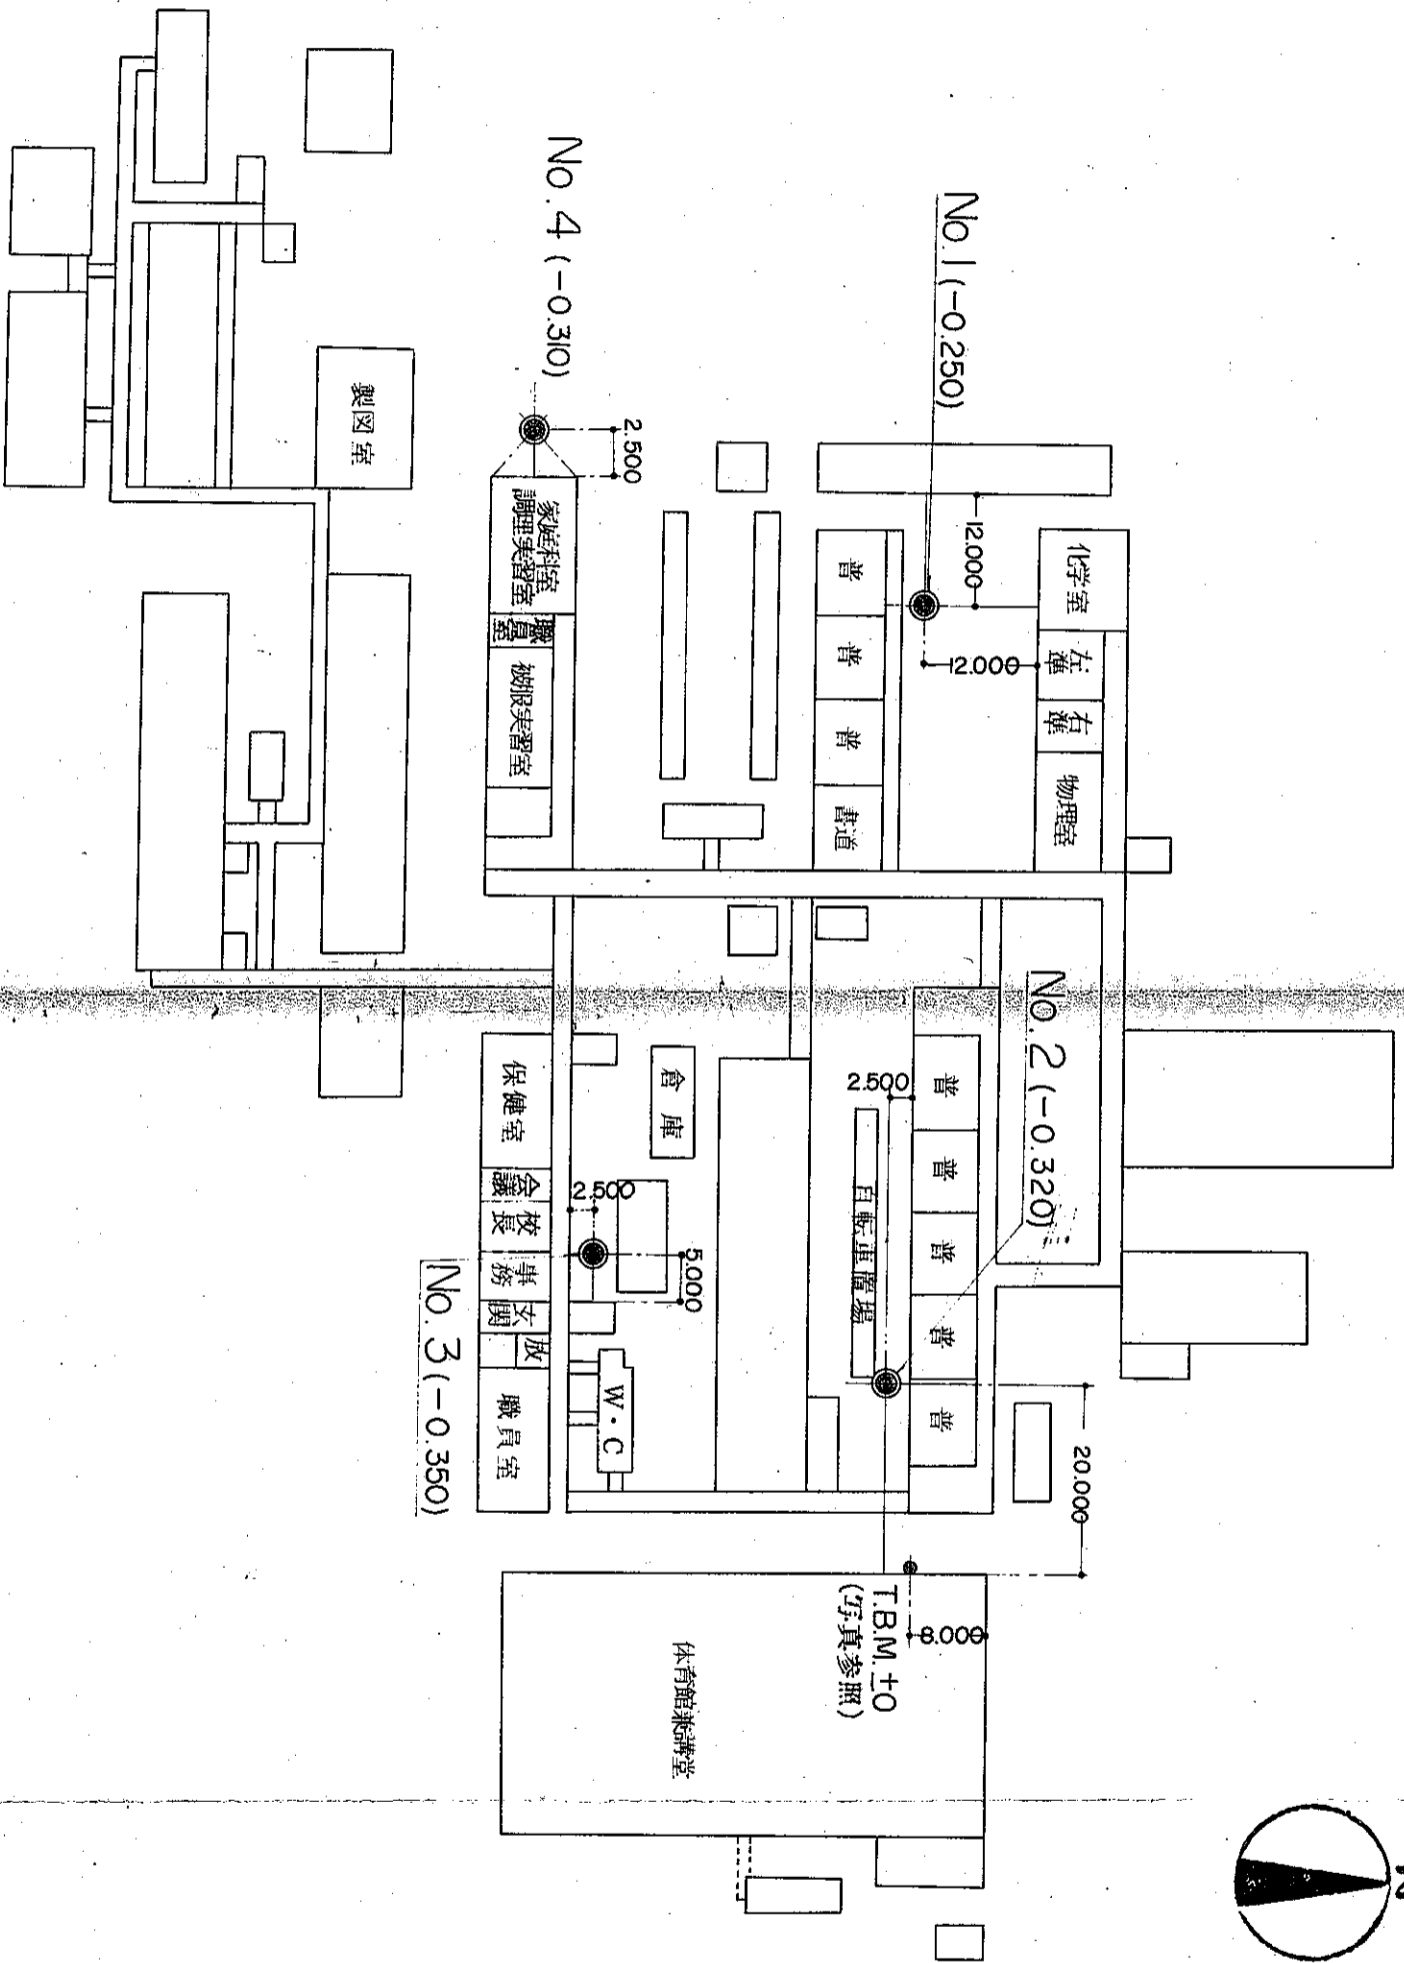 N
No.1 (-0.250)
12.000
12.000
化学室
左準
右準
物理室
普
普
普
書道
No.2 (-0.320)
2.500
20.000
普
普
普
普
普
自転車置場
T.B.M. ±0
(写真参照)
8.000
体育館兼講堂
No.4 (-0.310)
2.500
家庭科室
調理実習室
職員室
被服実習室
倉庫
2.500
5.000
No.3 (-0.350)
保健室
会議
校長
事務
玄関
放
職員室
W・C
製図室